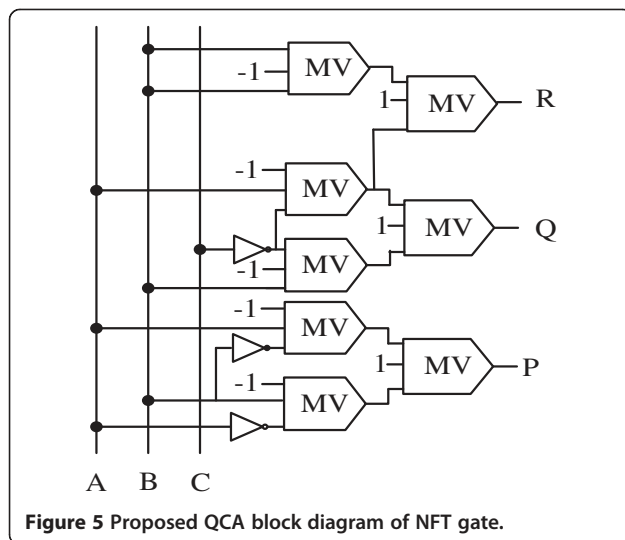 MV
-1
MV
1
R
-1
MV
MV
1
Q
-1
MV
-1
MV
MV
1
P
-1
MV
A B C
Figure 5 Proposed QCA block diagram of NFT gate.